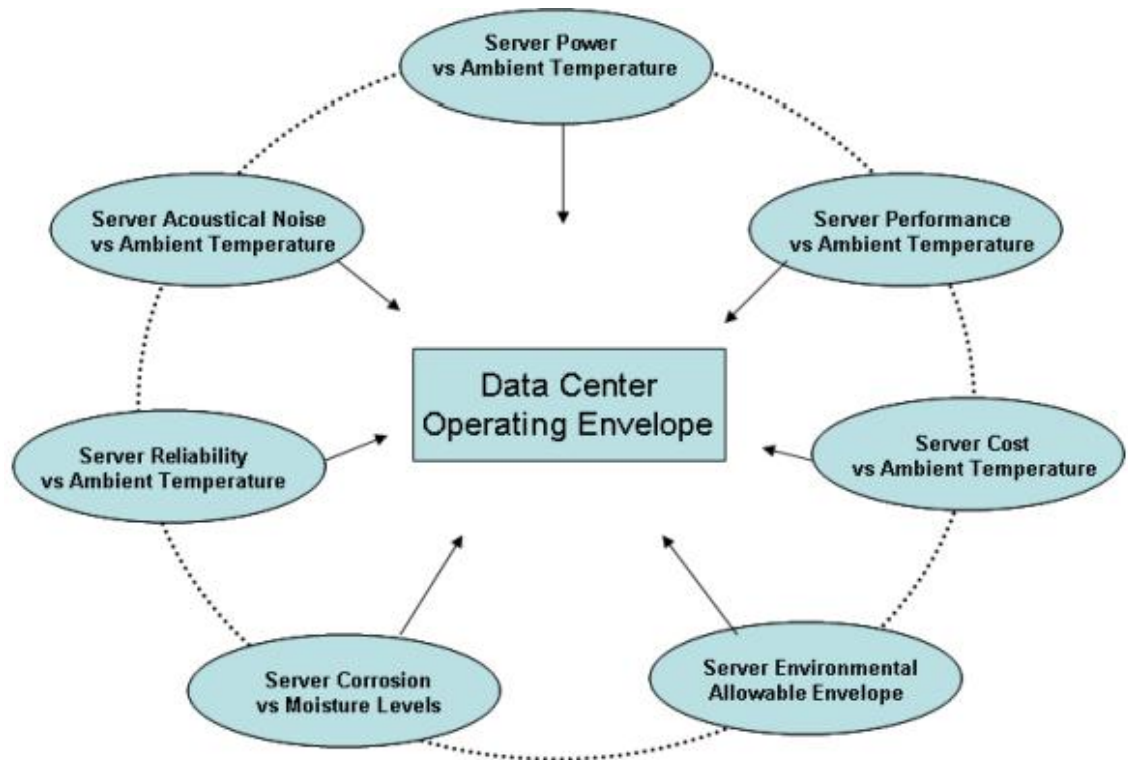 Server Power
vs Ambient Temperature
Server Acoustical Noise
vs Ambient Temperature
Server Performance
vs Ambient Temperature
Data Center
Operating Envelope
Server Reliability
vs Ambient Temperature
Server Cost
vs Ambient Temperature
Server Corrosion
vs Moisture Levels
Server Environmental
Allowable Envelope